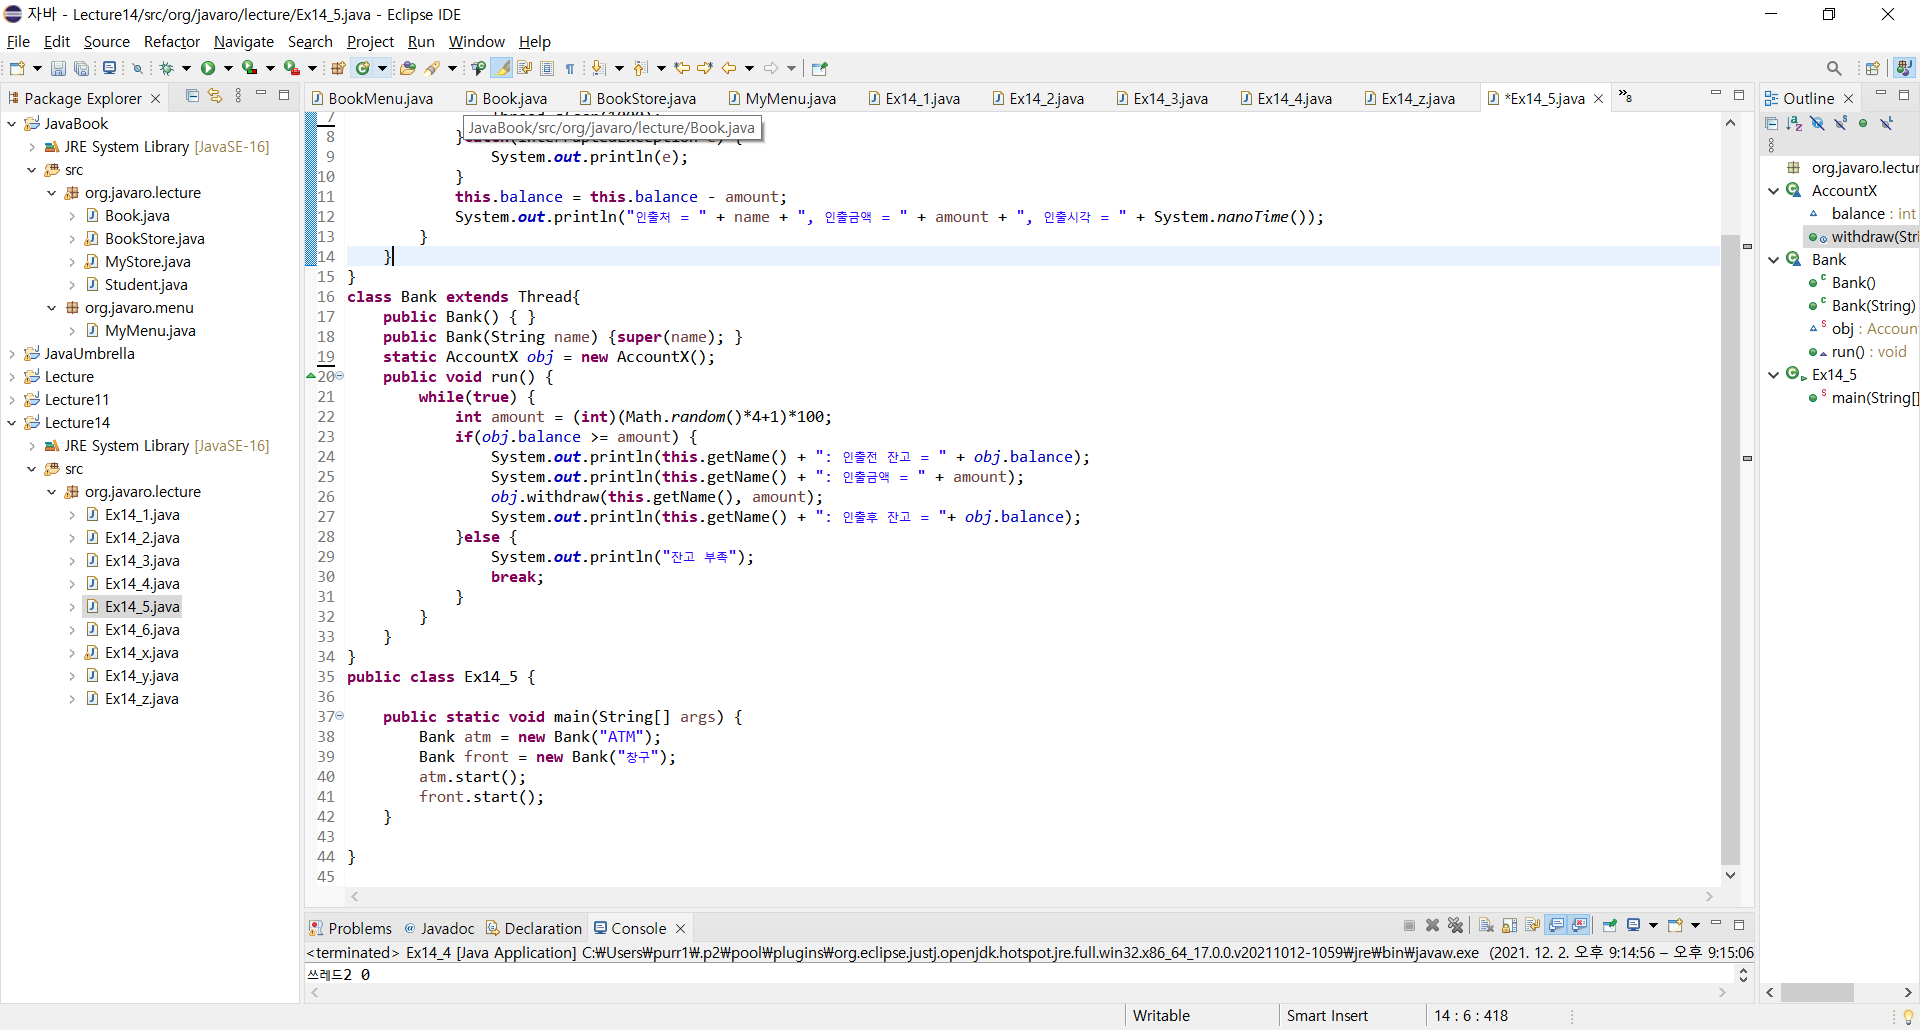 자바 - Lecture14/src/org/javaro/lecture/Ex14_5.java - Eclipse IDE
File Edit Source Refactor Navigate Search Project Run Window Help
Package Explorer
JavaBook
JRE System Library [JavaSE-16]
src
org.javaro.lecture
Book.java
BookStore.java
MyStore.java
Student.java
org.javaro.menu
MyMenu.java
JavaUmbrella
Lecture
Lecture11
Lecture14
JRE System Library [JavaSE-16]
src
org.javaro.lecture
Ex14_1.java
Ex14_2.java
Ex14_3.java
Ex14_4.java
Ex14_5.java
Ex14_6.java
Ex14_x.java
Ex14_y.java
Ex14_z.java
BookMenu.java Book.java BookStore.java MyMenu.java Ex14_1.java Ex14_2.java Ex14_3.java Ex14_4.java Ex14_z.java *Ex14_5.java 8
JavaBook/src/org/javaro/lecture/Book.java
7
8 }
9 System.out.println(e);
10 }
11 this.balance = this.balance - amount;
12 System.out.println("인출처 = " + name + ", 인출금액 = " + amount + ", 인출시각 = " + System.nanoTime());
13 }
14 }
15 }
16 class Bank extends Thread{
17 public Bank() { }
18 public Bank(String name) {super(name); }
19 static AccountX obj = new AccountX();
20 public void run() {
21 while(true) {
22 int amount = (int)(Math.random()*4+1)*100;
23 if(obj.balance >= amount) {
24 System.out.println(this.getName() + ": 인출전 잔고 = " + obj.balance);
25 System.out.println(this.getName() + ": 인출금액 = " + amount);
26 obj.withdraw(this.getName(), amount);
27 System.out.println(this.getName() + ": 인출후 잔고 = "+ obj.balance);
28 }else {
29 System.out.println("잔고 부족");
30 break;
31 }
32 }
33 }
34 }
35 public class Ex14_5 {
36
37 public static void main(String[] args) {
38 Bank atm = new Bank("ATM");
39 Bank front = new Bank("창구");
40 atm.start();
41 front.start();
42 }
43
44 }
45
Outline
org.javaro.lectur
AccountX
balance : int
withdraw(Stri
Bank
Bank()
Bank(String)
obj : Accoun
run() : void
Ex14_5
main(String[]
Problems @ Javadoc Declaration Console
<terminated> Ex14_4 [Java Application] C:₩Users₩purr1₩.p2₩pool₩plugins₩org.eclipse.justj.openjdk.hotspot.jre.full.win32.x86_64_17.0.0.v20211012-1059₩jre₩bin₩javaw.exe (2021. 12. 2. 오후 9:14:56 – 오후 9:15:06
쓰레드2 0
Writable Smart Insert 14 : 6 : 418